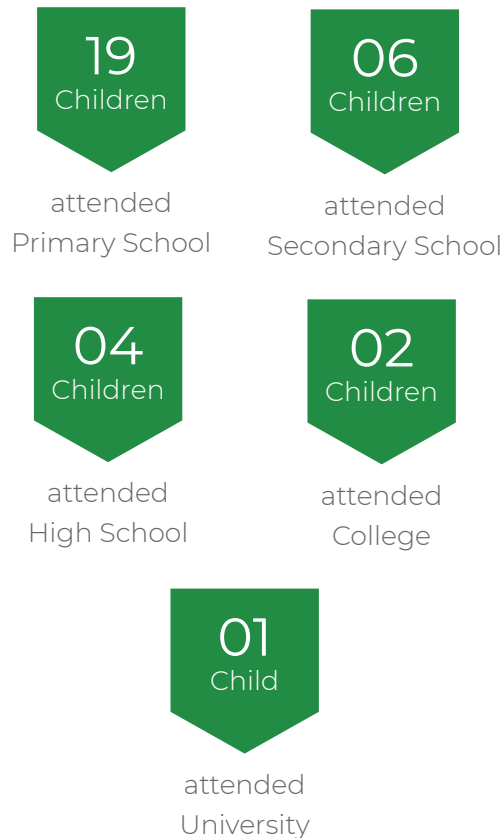 19
Children
attended
Primary School
06
Children
attended
Secondary School
04
Children
attended
High School
02
Children
attended
College
01
Child
attended
University